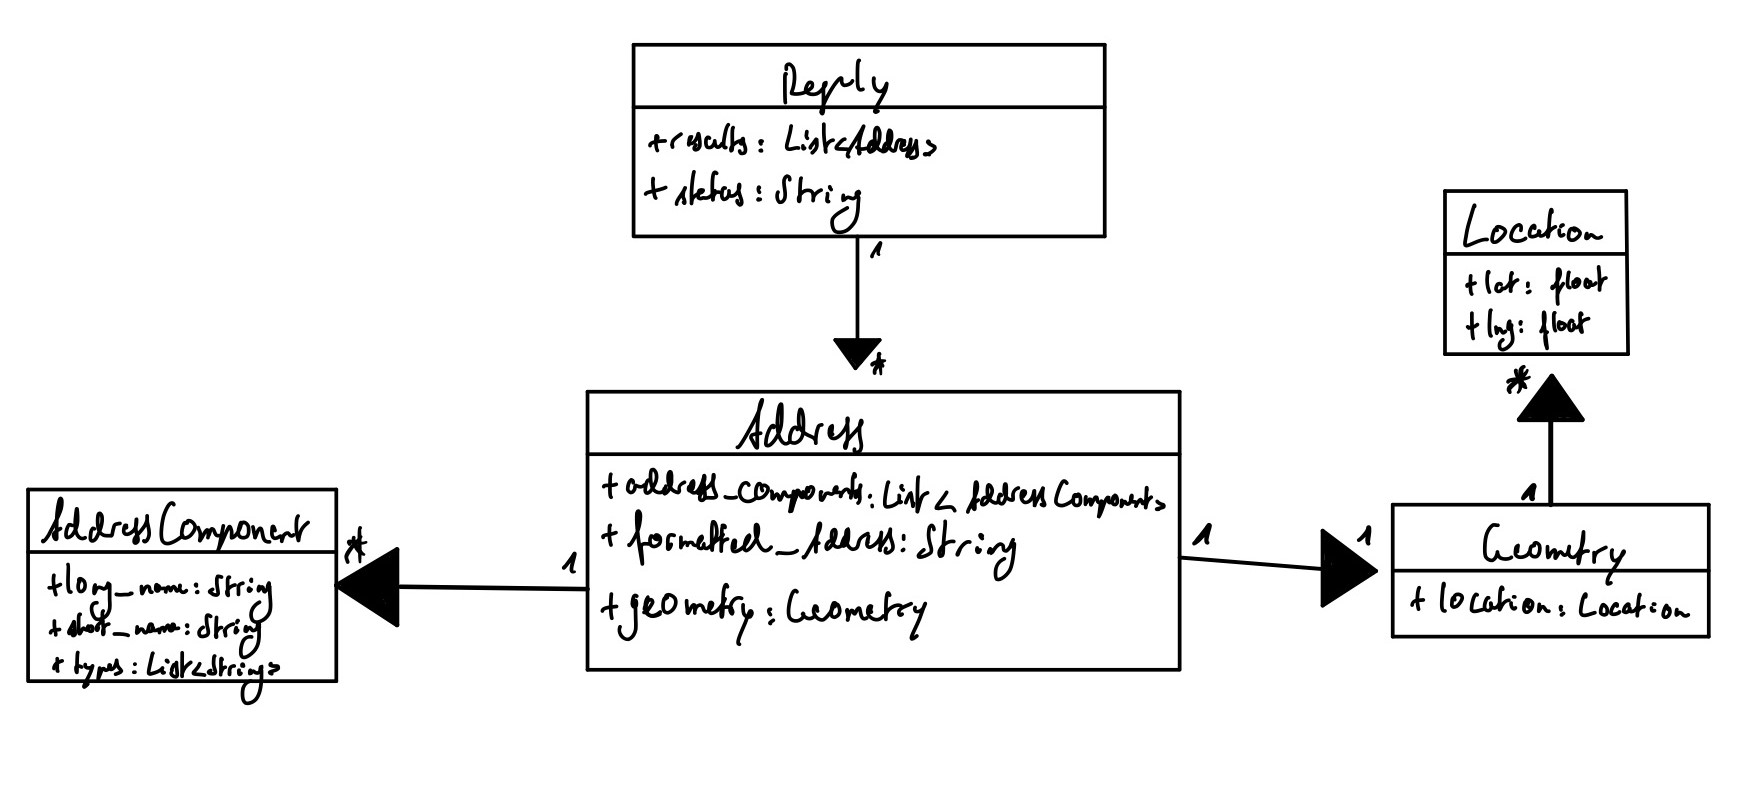 Reply
+results: List<Address>
+ status: String
1
*
Location
+ lat: float
+ lng: float
*
1
Address
+ address_components: List< AddressComponent>
+ formatted_Address: String
+ geometry: Geometry
AddressComponent
+long_name: String
+ short_name: String
+ types: List<String>
*
1
1
1
Geometry
+ location: Location